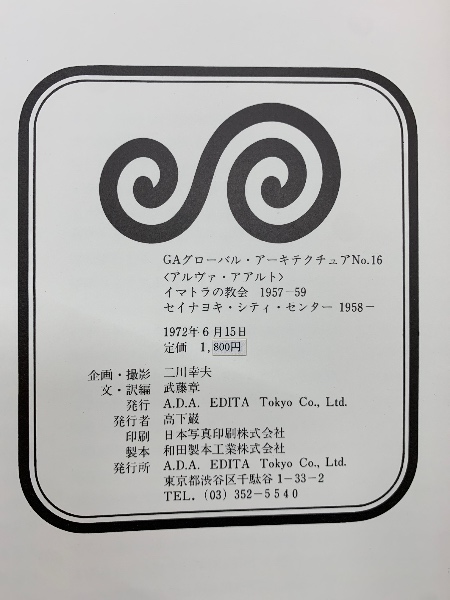 GAグローバル・アーキテクチュアNo.16
〈アルヴァ・アアルト〉
イマトラの教会 1957−59
セイナヨキ・シティ・センター 1958−
1972年6月15日
定価 1,800円
企画・撮影 二川幸夫
文・訳編 武藤章
発行 A.D.A. EDITA Tokyo Co., Ltd.
発行者 高下巌
印刷 日本写真印刷株式会社
製本 和田製本工業株式会社
発行所 A.D.A. EDITA Tokyo Co., Ltd.
東京都渋谷区千駄谷1−33−2
TEL. (03) 352−5540